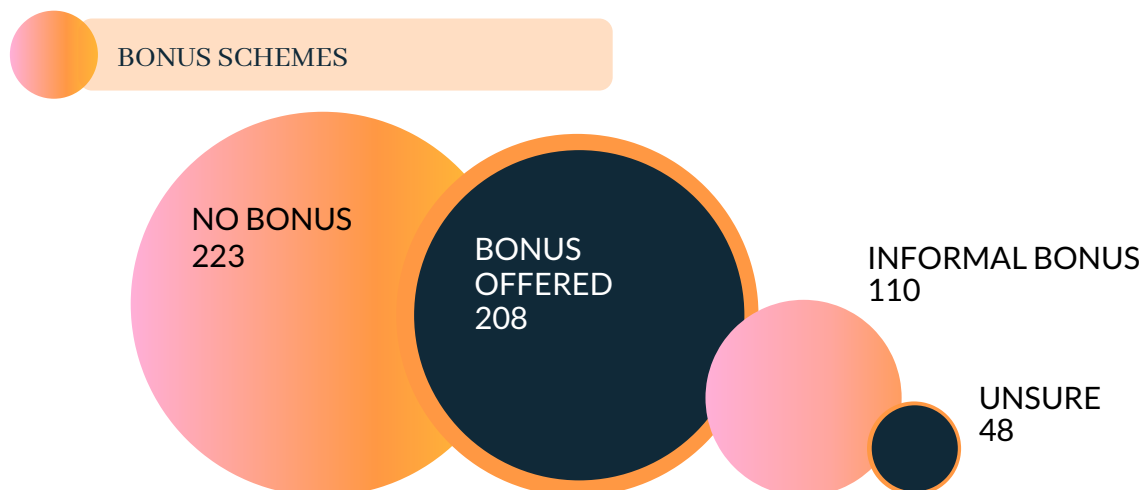 BONUS SCHEMES
NO BONUS
223
BONUS
OFFERED
208
INFORMAL BONUS
110
UNSURE
48